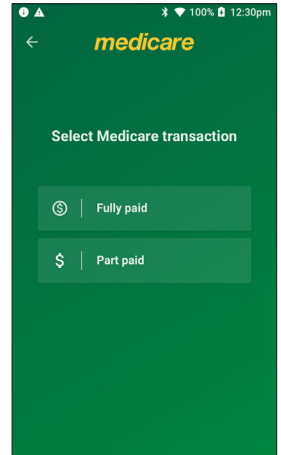 100% 12:30pm
medicare
Select Medicare transaction
Fully paid
$ Part paid